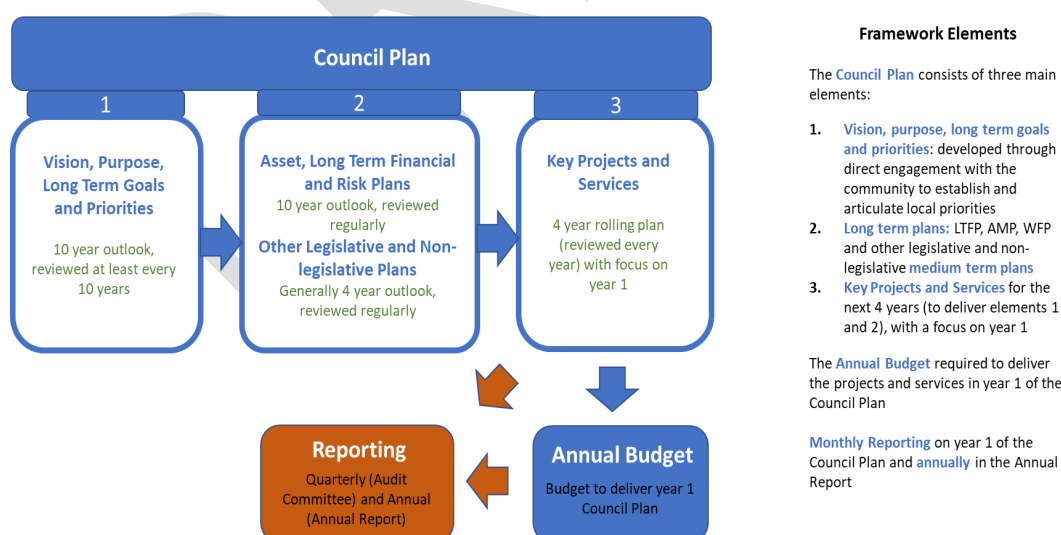 Council Plan
1
2
3
Vision, Purpose,
Long Term Goals
and Priorities
10 year outlook,
reviewed at least every
10 years
Asset, Long Term Financial
and Risk Plans
10 year outlook, reviewed
regularly
Other Legislative and Non-
legislative Plans
Generally 4 year outlook,
reviewed regularly
Key Projects and
Services
4 year rolling plan
(reviewed every
year) with focus on
year 1
Reporting
Quarterly (Audit
Committee) and Annual
(Annual Report)
Annual Budget
Budget to deliver year 1
Council Plan
Framework Elements
The Council Plan consists of three main
elements:
1. Vision, purpose, long term goals
and priorities: developed through
direct engagement with the
community to establish and
articulate local priorities
2. Long term plans: LTFP, AMP, WFP
and other legislative and non-
legislative medium term plans
3. Key Projects and Services for the
next 4 years (to deliver elements 1
and 2), with a focus on year 1
The Annual Budget required to deliver
the projects and services in year 1 of the
Council Plan
Monthly Reporting on year 1 of the
Council Plan and annually in the Annual
Report